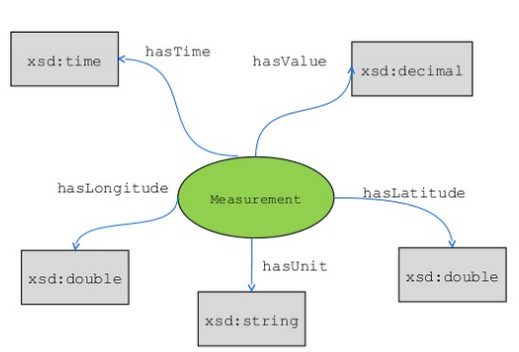 hasTime
hasValue
xsd:time
xsd:decimal
hasLongitude
Measurement
hasLatitude
hasUnit
xsd:double
xsd:double
xsd:string